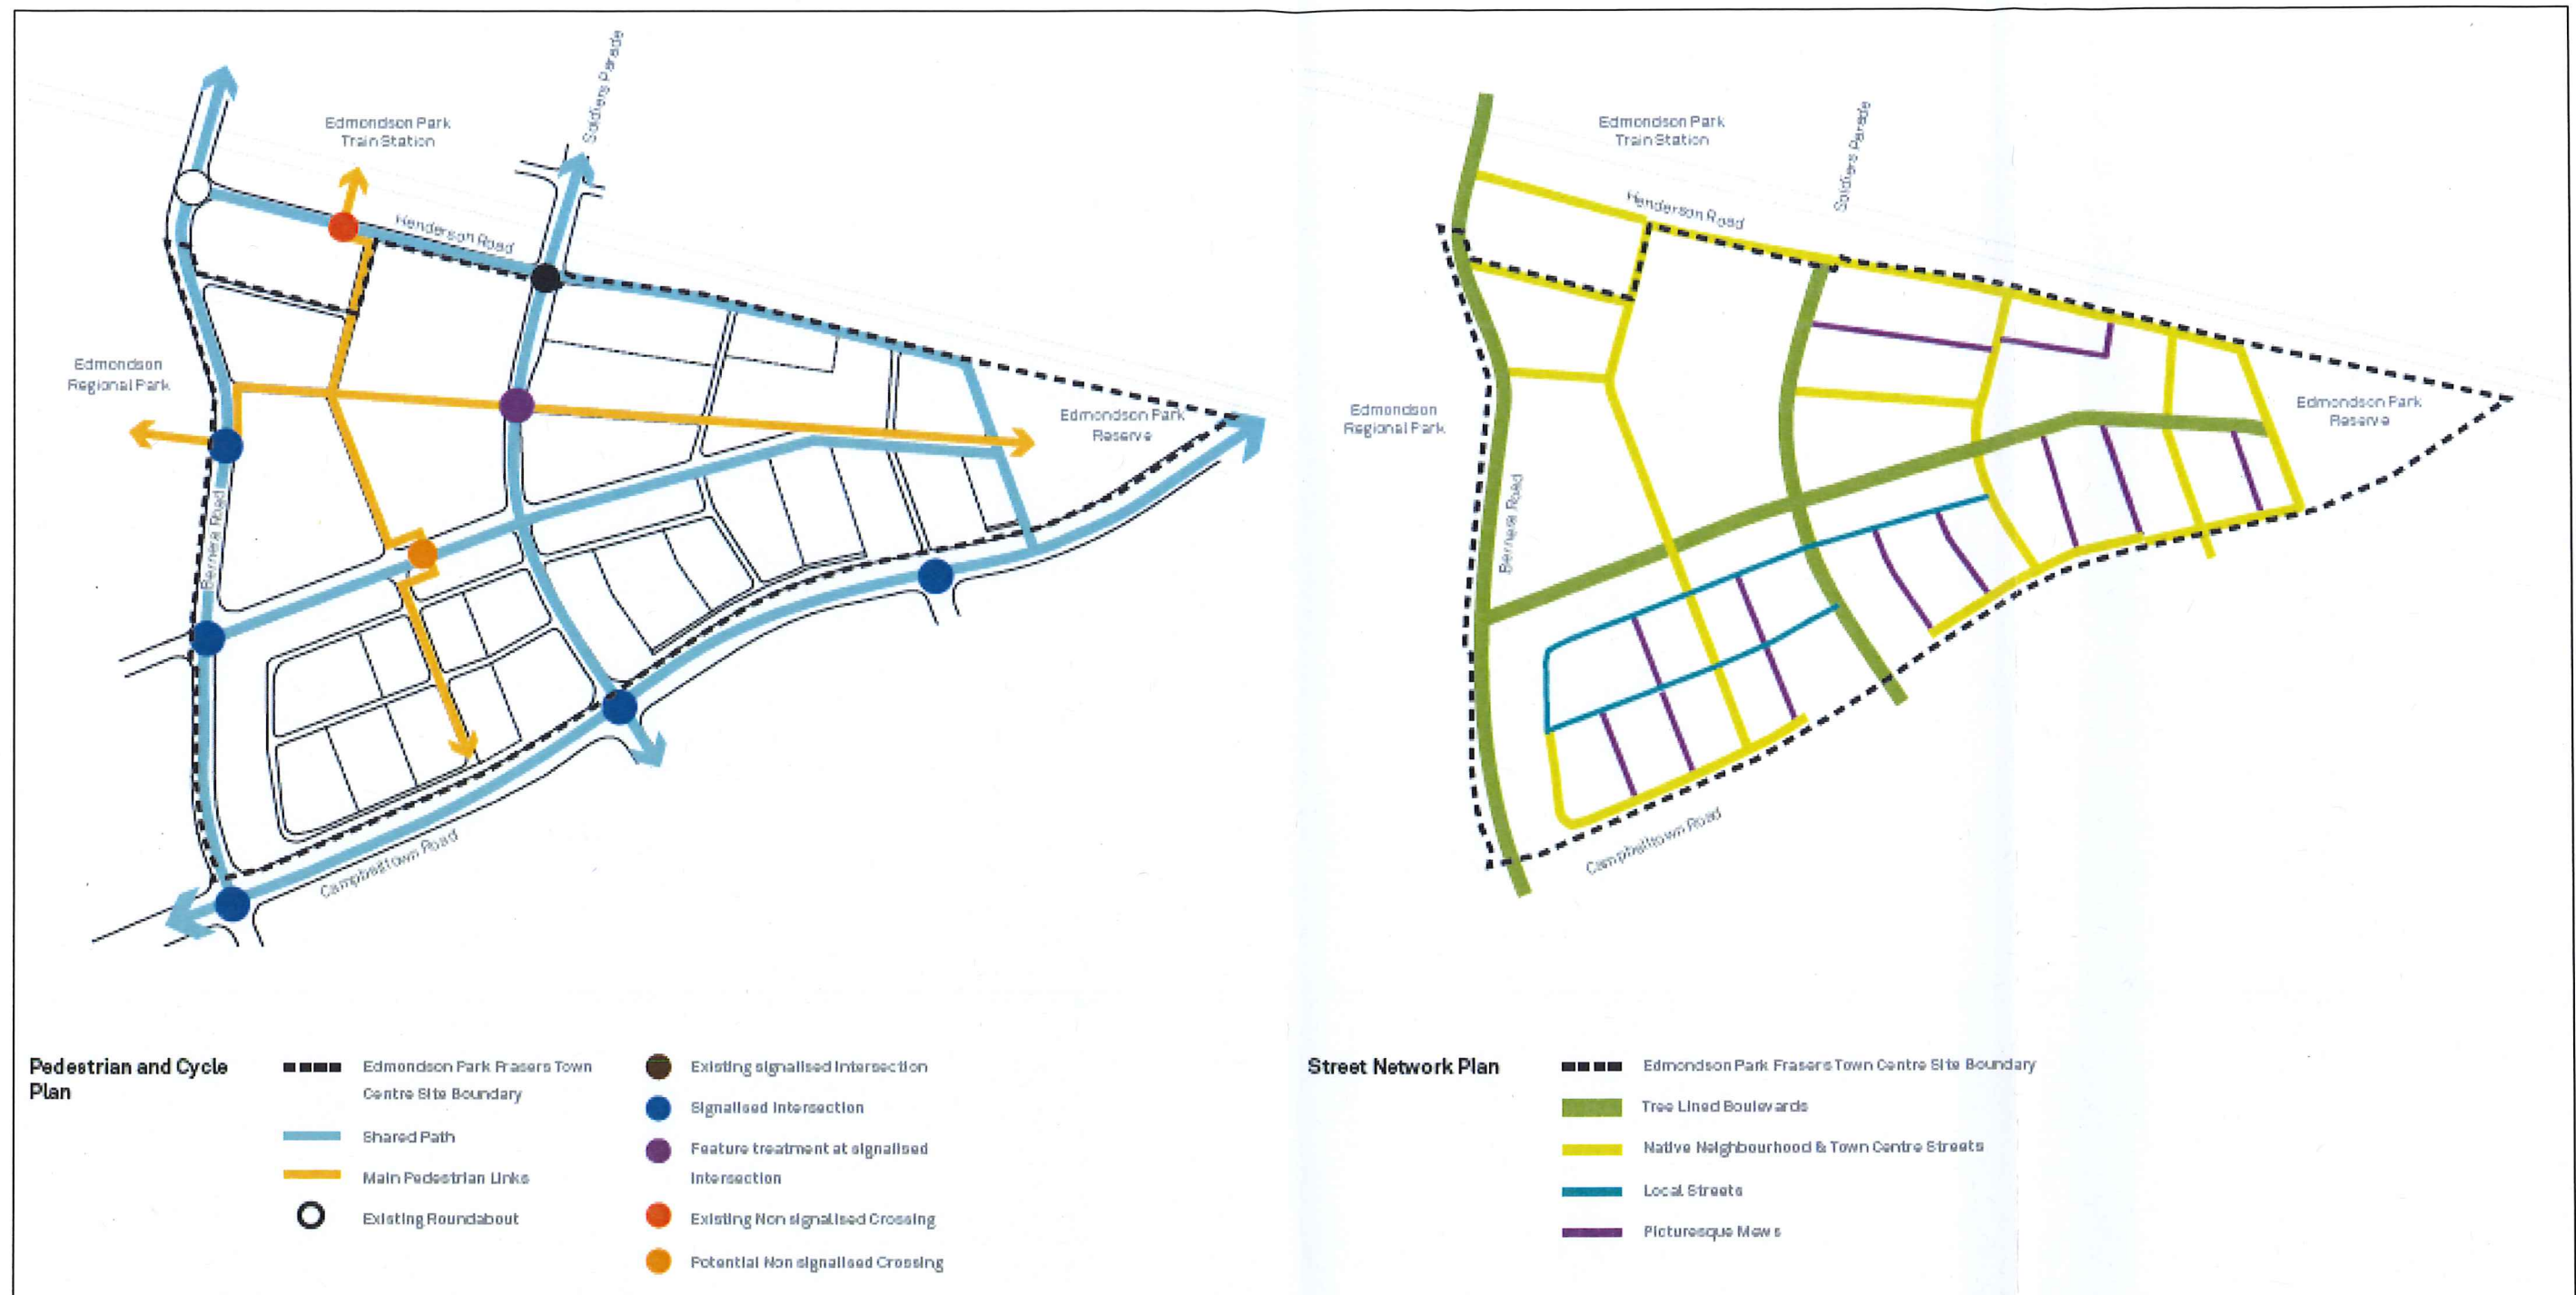 Soldiers Parade
Edmondson Park
Train Station
Henderson Road
Edmondson
Regional Park
Edmondson Park
Reserve
Bernera Road
Campbelltown Road
Pedestrian and Cycle
Plan
Edmondson Park Frasers Town
Centre Site Boundary
Shared Path
Main Pedestrian Links
Existing Roundabout
Existing signalised Intersection
Signalised Intersection
Feature treatment at signalised
Intersection
Existing Non signalised Crossing
Potential Non signalised Crossing
Edmondson Park
Train Station
Soldiers Parade
Henderson Road
Edmondson
Regional Park
Edmondson Park
Reserve
Bernera Road
Campbelltown Road
Street Network Plan
Edmondson Park Frasers Town Centre Site Boundary
Tree Lined Boulevards
Native Neighbourhood & Town Centre Streets
Local Streets
Picturesque Mews